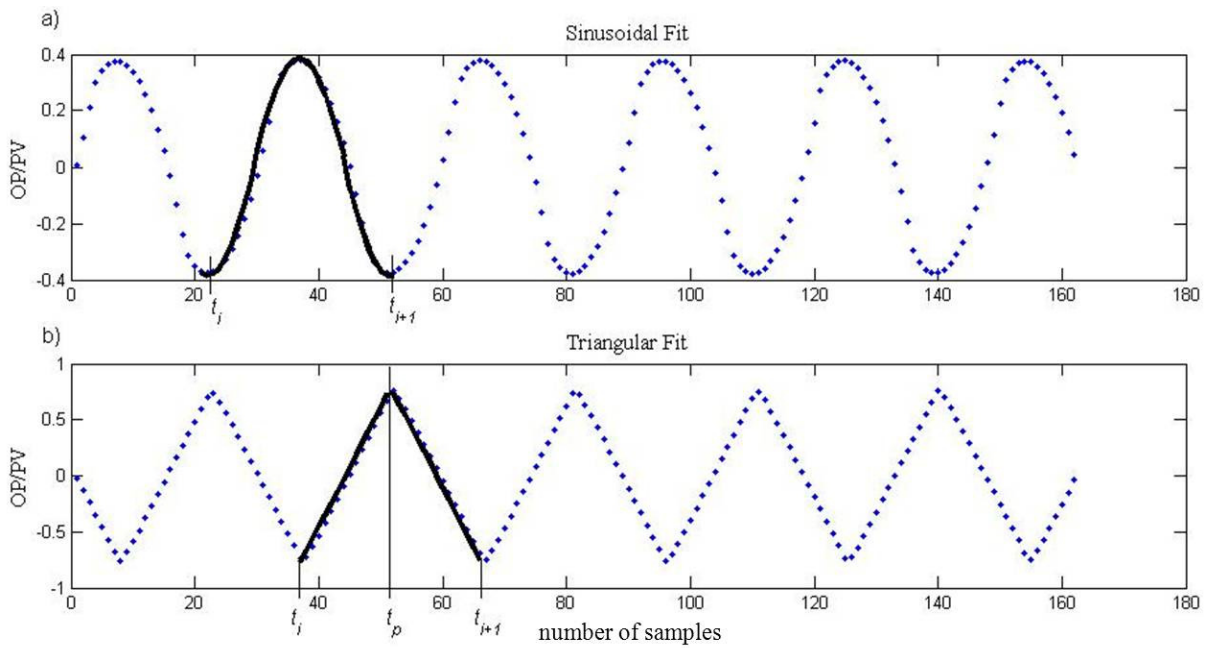 a)
Sinusoidal Fit
0.4
0.2
0
-0.2
-0.4
OP/PV
0 20 40 60 80 100 120 140 160 180
t_i t_{i+1}
b)
Triangular Fit
1
0.5
0
-0.5
-1
OP/PV
0 20 40 60 80 100 120 140 160 180
t_i t_p t_{i+1}
number of samples